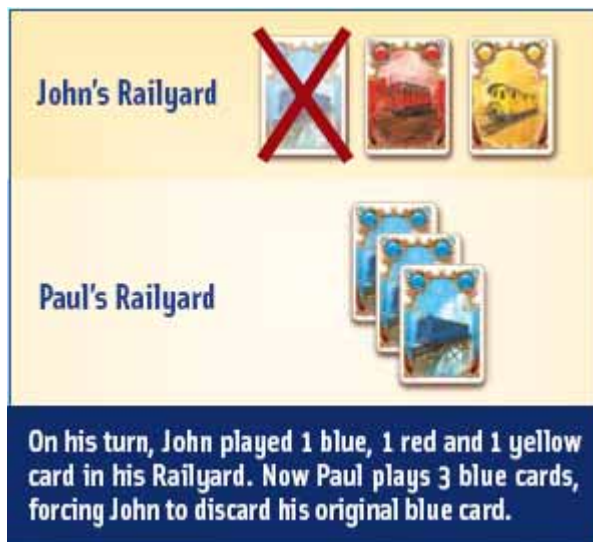 John's Railyard
Paul's Railyard
On his turn, John played 1 blue, 1 red and 1 yellow
card in his Railyard. Now Paul plays 3 blue cards,
forcing John to discard his original blue card.